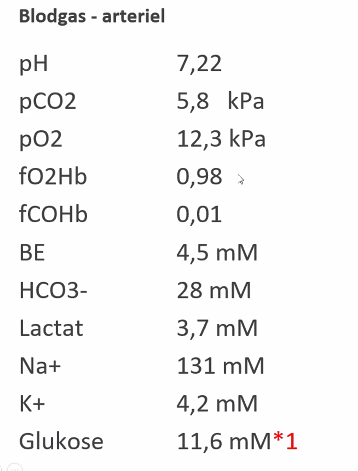 Blodgas - arteriel
pH 7,22
pCO2 5,8 kPa
pO2 12,3 kPa
fO2Hb 0,98
fCOHb 0,01
BE 4,5 mM
HCO3- 28 mM
Lactat 3,7 mM
Na+ 131 mM
K+ 4,2 mM
Glukose 11,6 mM*1